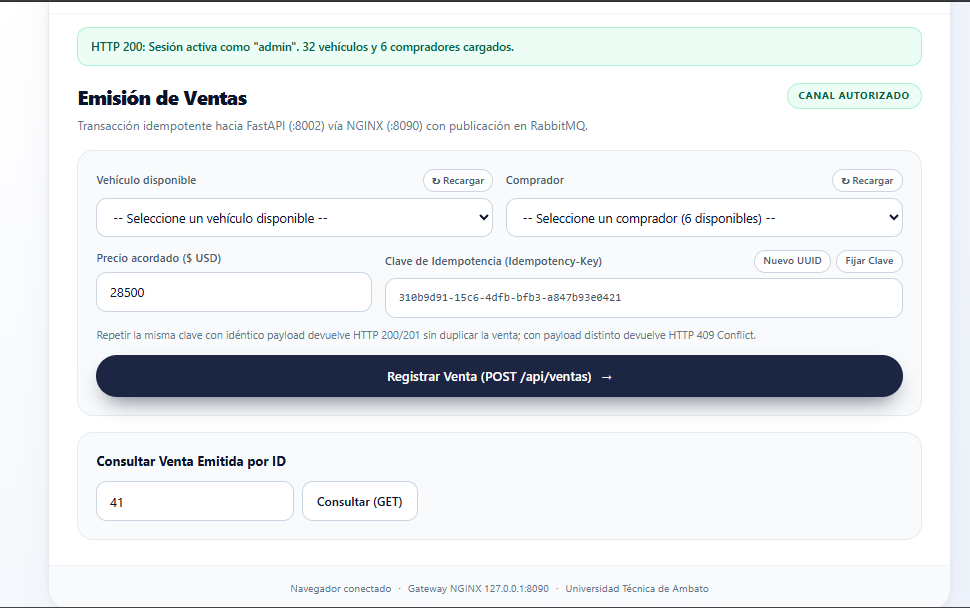 HTTP 200: Sesión activa como "admin". 32 vehículos y 6 compradores cargados.
Emisión de Ventas
CANAL AUTORIZADO
Transacción idempotente hacia FastAPI (:8002) vía NGINX (:8090) con publicación en RabbitMQ.
Vehículo disponible
↻ Recargar
Comprador
↻ Recargar
-- Seleccione un vehículo disponible --
-- Seleccione un comprador (6 disponibles) --
Precio acordado ($ USD)
Clave de Idempotencia (Idempotency-Key)
Nuevo UUID
Fijar Clave
28500
310b9d91-15c6-4dfb-bfb3-a847b93e0421
Repetir la misma clave con idéntico payload devuelve HTTP 200/201 sin duplicar la venta; con payload distinto devuelve HTTP 409 Conflict.
Registrar Venta (POST /api/ventas) →
Consultar Venta Emitida por ID
41
Consultar (GET)
Navegador conectado · Gateway NGINX 127.0.0.1:8090 · Universidad Técnica de Ambato